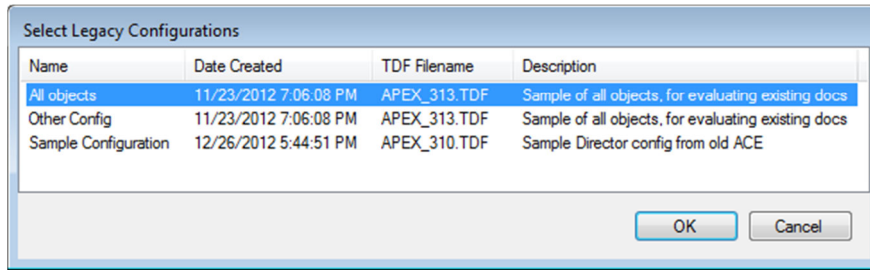 Select Legacy Configurations
Name Date Created TDF Filename Description
All objects 11/23/2012 7:06:08 PM APEX_313.TDF Sample of all objects, for evaluating existing docs
Other Config 11/23/2012 7:06:08 PM APEX_313.TDF Sample of all objects, for evaluating existing docs
Sample Configuration 12/26/2012 5:44:51 PM APEX_310.TDF Sample Director config from old ACE
OK Cancel